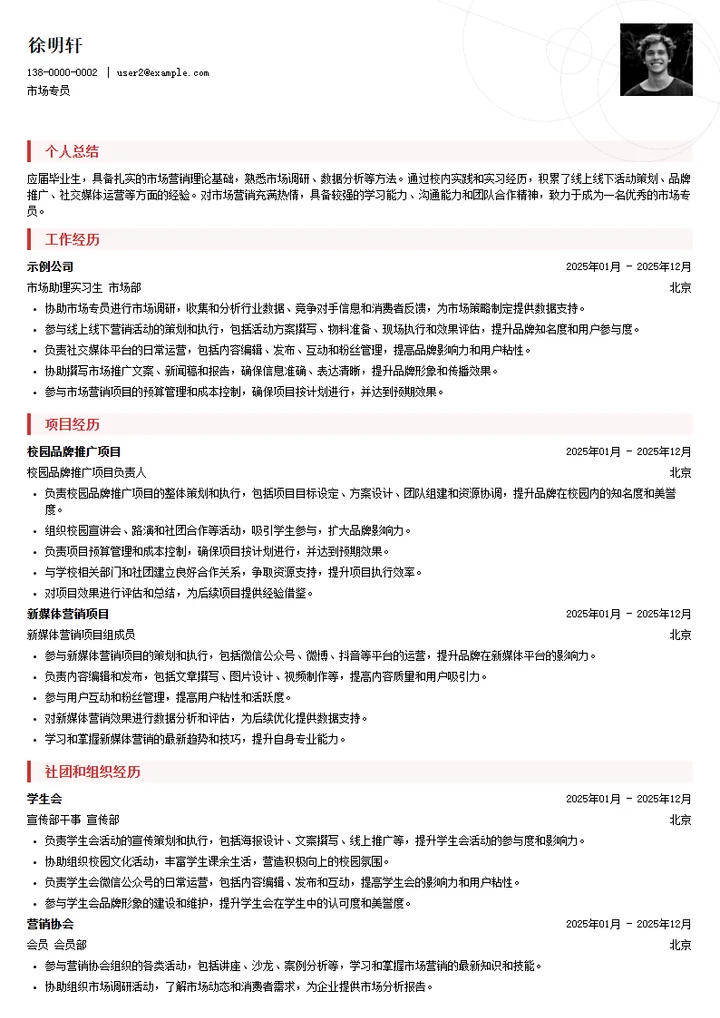 徐明轩
138-0000-0002 | user2@example.com
市场专员
个人总结
应届毕业生，具备扎实的市场营销理论基础，熟悉市场调研、数据分析等方法。通过校内实践和实习经历，积累了线上线下活动策划、品牌
推广、社交媒体运营等方面的经验。对市场营销充满热情，具备较强的学习能力、沟通能力和团队合作精神，致力于成为一名优秀的市场专
员。
工作经历
示例公司 2025年01月 - 2025年12月
市场助理实习生 市场部 北京
• 协助市场专员进行市场调研，收集和分析行业数据、竞争对手信息和消费者反馈，为市场策略制定提供数据支持。
• 参与线上线下营销活动的策划和执行，包括活动方案撰写、物料准备、现场执行和效果评估，提升品牌知名度和用户参与度。
• 负责社交媒体平台的日常运营，包括内容编辑、发布、互动和粉丝管理，提高品牌影响力和用户粘性。
• 协助撰写市场推广文案、新闻稿和报告，确保信息准确、表达清晰，提升品牌形象和传播效果。
• 参与市场营销项目的预算管理和成本控制，确保项目按计划进行，并达到预期效果。
项目经历
校园品牌推广项目 2025年01月 - 2025年12月
校园品牌推广项目负责人 北京
• 负责校园品牌推广项目的整体策划和执行，包括项目目标设定、方案设计、团队组建和资源协调，提升品牌在校园内的知名度和美誉
度。
• 组织校园宣讲会、路演和社团合作等活动，吸引学生参与，扩大品牌影响力。
• 负责项目预算管理和成本控制，确保项目按计划进行，并达到预期效果。
• 与学校相关部门和社团建立良好合作关系，争取资源支持，提升项目执行效率。
• 对项目效果进行评估和总结，为后续项目提供经验借鉴。
新媒体营销项目 2025年01月 - 2025年12月
新媒体营销项目组成员 北京
• 参与新媒体营销项目的策划和执行，包括微信公众号、微博、抖音等平台的运营，提升品牌在新媒体平台的影响力。
• 负责内容编辑和发布，包括文章撰写、图片设计、视频制作等，提高内容质量和用户吸引力。
• 参与用户互动和粉丝管理，提高用户粘性和活跃度。
• 对新媒体营销效果进行数据分析和评估，为后续优化提供数据支持。
• 学习和掌握新媒体营销的最新趋势和技巧，提升自身专业能力。
社团和组织经历
学生会 2025年01月 - 2025年12月
宣传部干事 宣传部 北京
• 负责学生会活动的宣传策划和执行，包括海报设计、文案撰写、线上推广等，提升学生会活动的参与度和影响力。
• 协助组织校园文化活动，丰富学生课余生活，营造积极向上的校园氛围。
• 负责学生会微信公众号的日常运营，包括内容编辑、发布和互动，提高学生会的影响力和用户粘性。
• 参与学生会品牌形象的建设和维护，提升学生会在学生中的认可度和美誉度。
营销协会 2025年01月 - 2025年12月
会员 会员部 北京
• 参与营销协会组织的各类活动，包括讲座、沙龙、案例分析等，学习和掌握市场营销的最新知识和技能。
• 协助组织市场调研活动，了解市场动态和消费者需求，为企业提供市场分析报告。